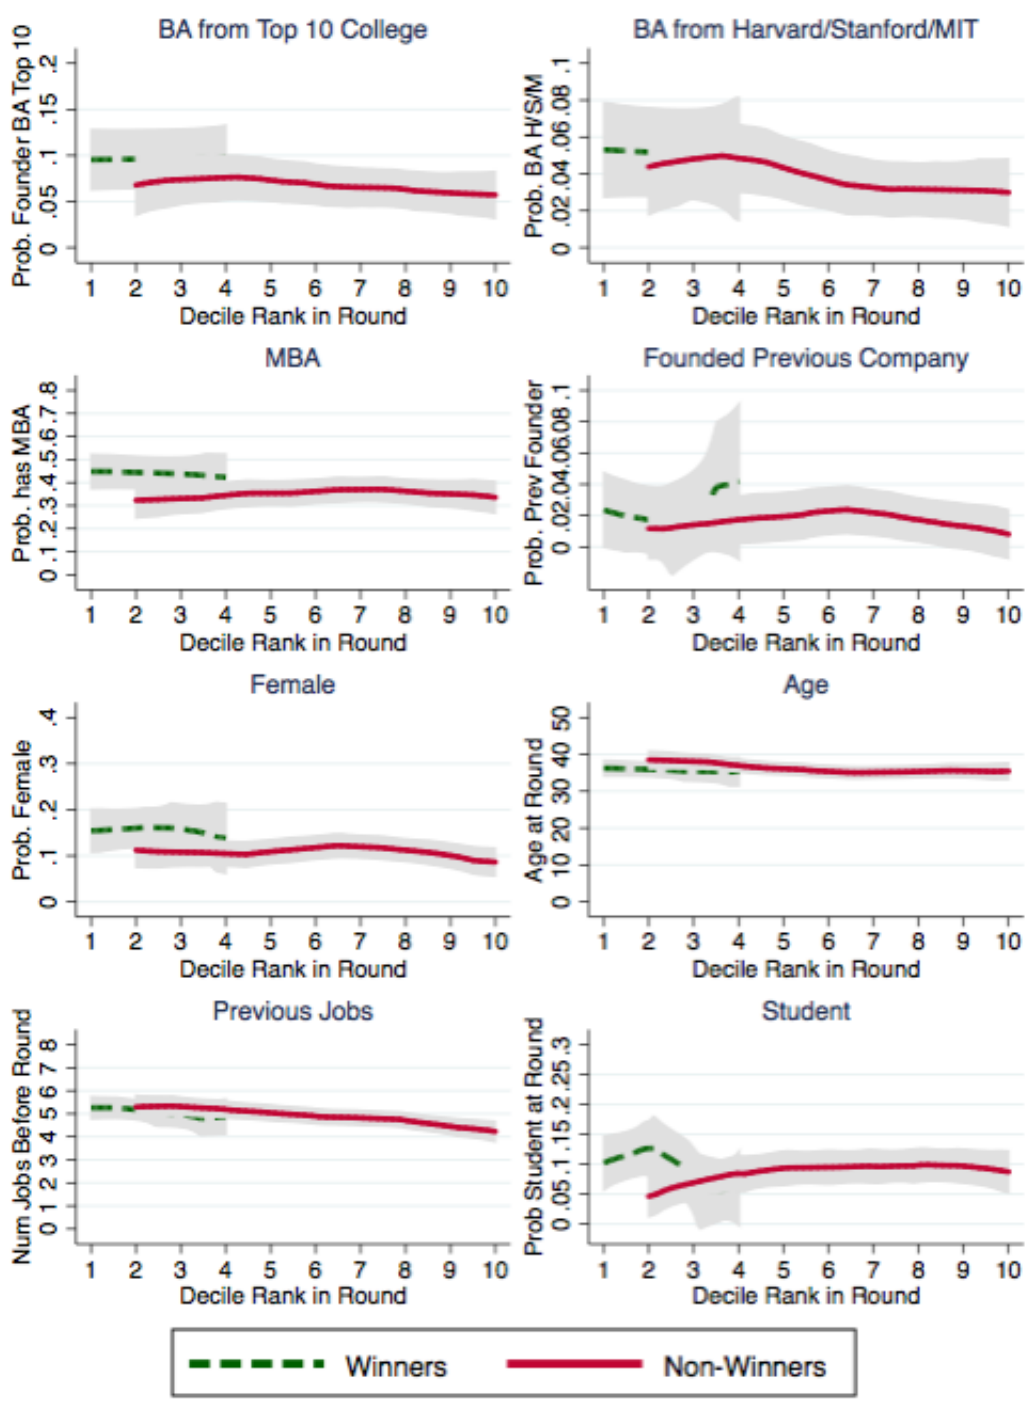 BA from Top 10 College
Prob. Founder BA Top 10
0 .05 .1 .15 .2
1 2 3 4 5 6 7 8 9 10
Decile Rank in Round
BA from Harvard/Stanford/MIT
Prob. BA H/S/M
0 .02 .04 .06 .08 .1
1 2 3 4 5 6 7 8 9 10
Decile Rank in Round
MBA
Prob. has MBA
0 .1 .2 .3 .4 .5 .6 .7 .8
1 2 3 4 5 6 7 8 9 10
Decile Rank in Round
Founded Previous Company
Prob. Prev Founder
0 .02 .04 .06 .08 .1
1 2 3 4 5 6 7 8 9 10
Decile Rank in Round
Female
Prob. Female
0 .1 .2 .3 .4
1 2 3 4 5 6 7 8 9 10
Decile Rank in Round
Age
Age at Round
0 10 20 30 40 50
1 2 3 4 5 6 7 8 9 10
Decile Rank in Round
Previous Jobs
Num Jobs Before Round
0 1 2 3 4 5 6 7 8
1 2 3 4 5 6 7 8 9 10
Decile Rank in Round
Student
Prob Student at Round
0 .05 .1 .15 .2 .25 .3
1 2 3 4 5 6 7 8 9 10
Decile Rank in Round
Winners
Non-Winners